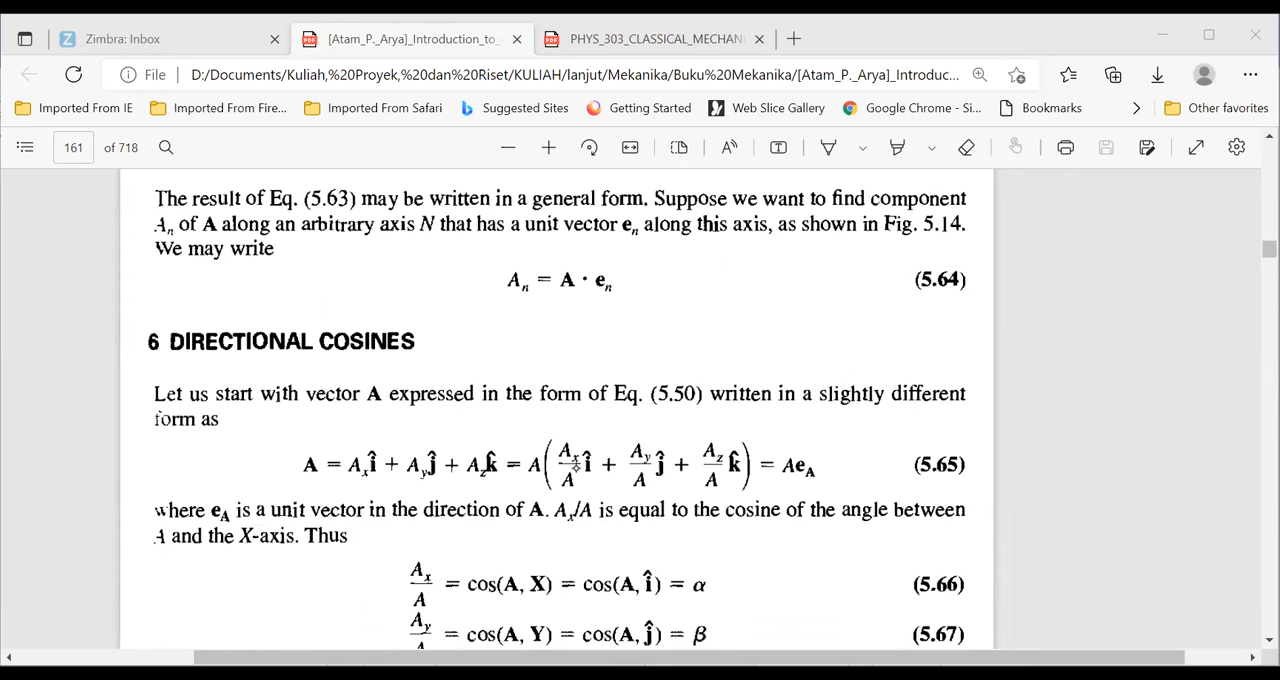 Zimbra: Inbox
[Atam_P._Arya]_Introduction_to_
PHYS_303_CLASSICAL_MECHAN
File
D:/Documents/Kuliah,%20Proyek,%20dan%20Riset/KULIAH/lanjut/Mekanika/Buku%20Mekanika/[Atam_P._Arya]_Introduc...
Imported From IE
Imported From Fire...
Imported From Safari
Suggested Sites
Getting Started
Web Slice Gallery
Google Chrome - Si...
Bookmarks
Other favorites
161 of 718
The result of Eq. (5.63) may be written in a general form. Suppose we want to find component
Aₙ of A along an arbitrary axis N that has a unit vector eₙ along this axis, as shown in Fig. 5.14.
We may write
Aₙ = A · eₙ (5.64)
6 DIRECTIONAL COSINES
Let us start with vector A expressed in the form of Eq. (5.50) written in a slightly different
form as
A = A_x î + A_y ĵ + A_z k̂ = A(A_x/A î + A_y/A ĵ + A_z/A k̂) = Ae_A (5.65)
where e_A is a unit vector in the direction of A. A_x/A is equal to the cosine of the angle between
A and the X-axis. Thus
A_x/A = cos(A, X) = cos(A, î) = α (5.66)
A_y/A = cos(A, Y) = cos(A, ĵ) = β (5.67)